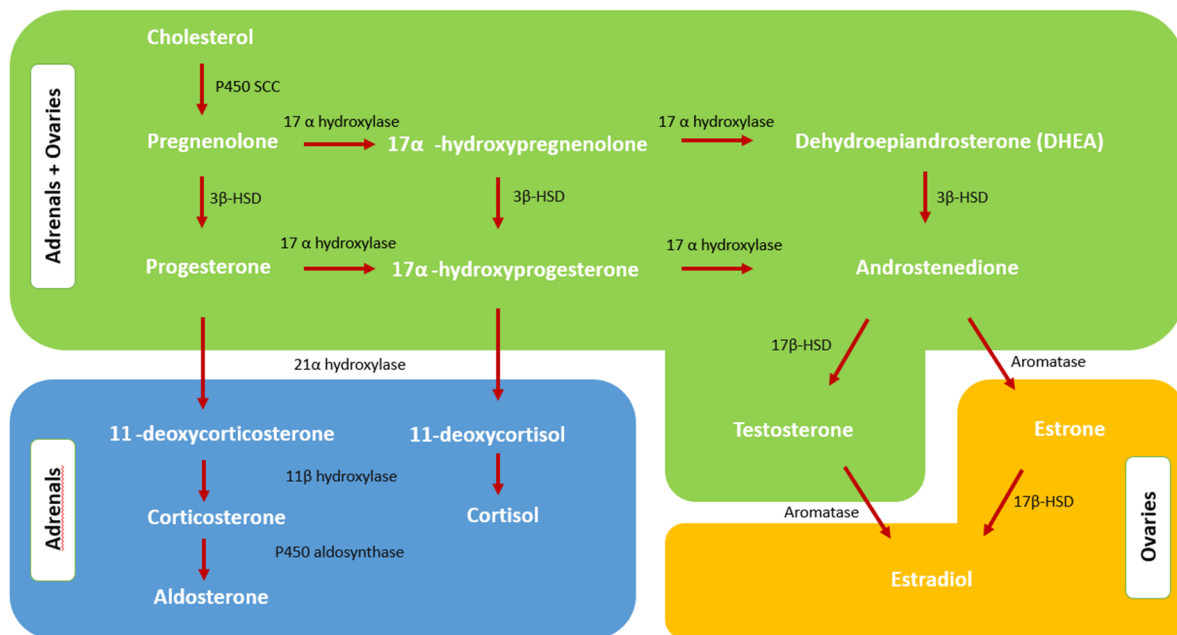 Cholesterol
P450 SCC
Adrenals + Ovaries
17 α hydroxylase
17 α hydroxylase
Pregnenolone
17α -hydroxypregnenolone
Dehydroepiandrosterone (DHEA)
3β-HSD
3β-HSD
3β-HSD
17 α hydroxylase
17 α hydroxylase
Progesterone
17α-hydroxyprogesterone
Androstenedione
17β-HSD
21α hydroxylase
Aromatase
11-deoxycorticosterone
11-deoxycortisol
Testosterone
Estrone
Adrenals
11β hydroxylase
Corticosterone
Cortisol
Aromatase
17β-HSD
Ovaries
P450 aldosynthase
Aldosterone
Estradiol